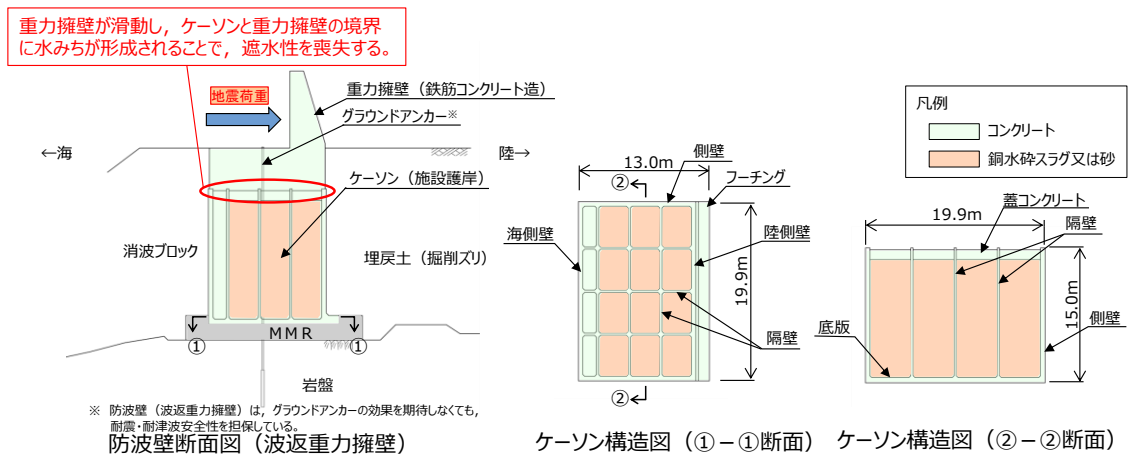 重力擁壁が滑動し，ケーソンと重力擁壁の境界
に水みちが形成されることで，遮水性を喪失する。
地震荷重
重力擁壁（鉄筋コンクリート造）
グラウンドアンカー※
←海
陸→
ケーソン（施設護岸）
消波ブロック
埋戻土（掘削ズリ）
MMR
①
①
岩盤
※ 防波壁（波返重力擁壁）は，グラウンドアンカーの効果を期待しなくても，
耐震・耐津波安全性を担保している。
防波壁断面図（波返重力擁壁）
13.0m
側壁
②
フーチング
海側壁
陸側壁
19.9m
隔壁
②
ケーソン構造図（①－①断面）
凡例
コンクリート
銅水砕スラグ又は砂
蓋コンクリート
19.9m
隔壁
15.0m
底版
側壁
ケーソン構造図（②－②断面）